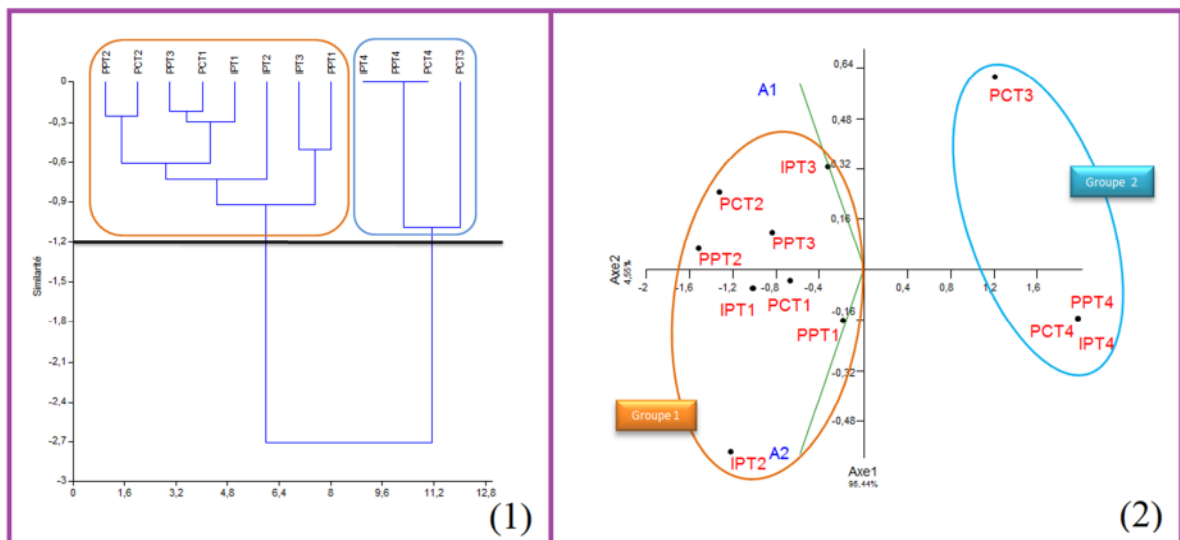 PPT2 PCT2 PPT3 PCT1 IPT1 IPT2 IPT3 PPT1 IPT4 PPT4 PCT4 PCT3
0
-0,3
-0,6
-0,9
-1,2
-1,5
-1,8
-2,1
-2,4
-2,7
-3
Similarité
0 1,6 3,2 4,8 6,4 8 9,6 11,2 12,8
(1)
0,64
A1
PCT3
0,48
IPT3
0,32
Groupe 2
PCT2
0,16
PPT3
PPT2
Axe2
4,55%
-2 -1,6 -1,2 -0,8 -0,4 0,4 0,8 1,2 1,6
IPT1 PCT1
PPT4
PPT1
-0,16
PCT4 IPT4
-0,32
Groupe 1
-0,48
IPT2 A2
Axe1
95,44%
(2)